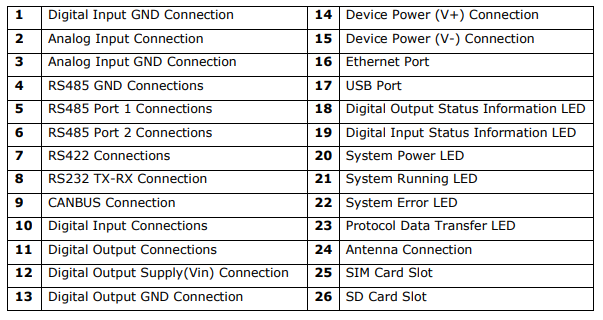 1 Digital Input GND Connection 14 Device Power (V+) Connection
2 Analog Input Connection 15 Device Power (V-) Connection
3 Analog Input GND Connection 16 Ethernet Port
4 RS485 GND Connections 17 USB Port
5 RS485 Port 1 Connections 18 Digital Output Status Information LED
6 RS485 Port 2 Connections 19 Digital Input Status Information LED
7 RS422 Connections 20 System Power LED
8 RS232 TX-RX Connection 21 System Running LED
9 CANBUS Connection 22 System Error LED
10 Digital Input Connections 23 Protocol Data Transfer LED
11 Digital Output Connections 24 Antenna Connection
12 Digital Output Supply(Vin) Connection 25 SIM Card Slot
13 Digital Output GND Connection 26 SD Card Slot